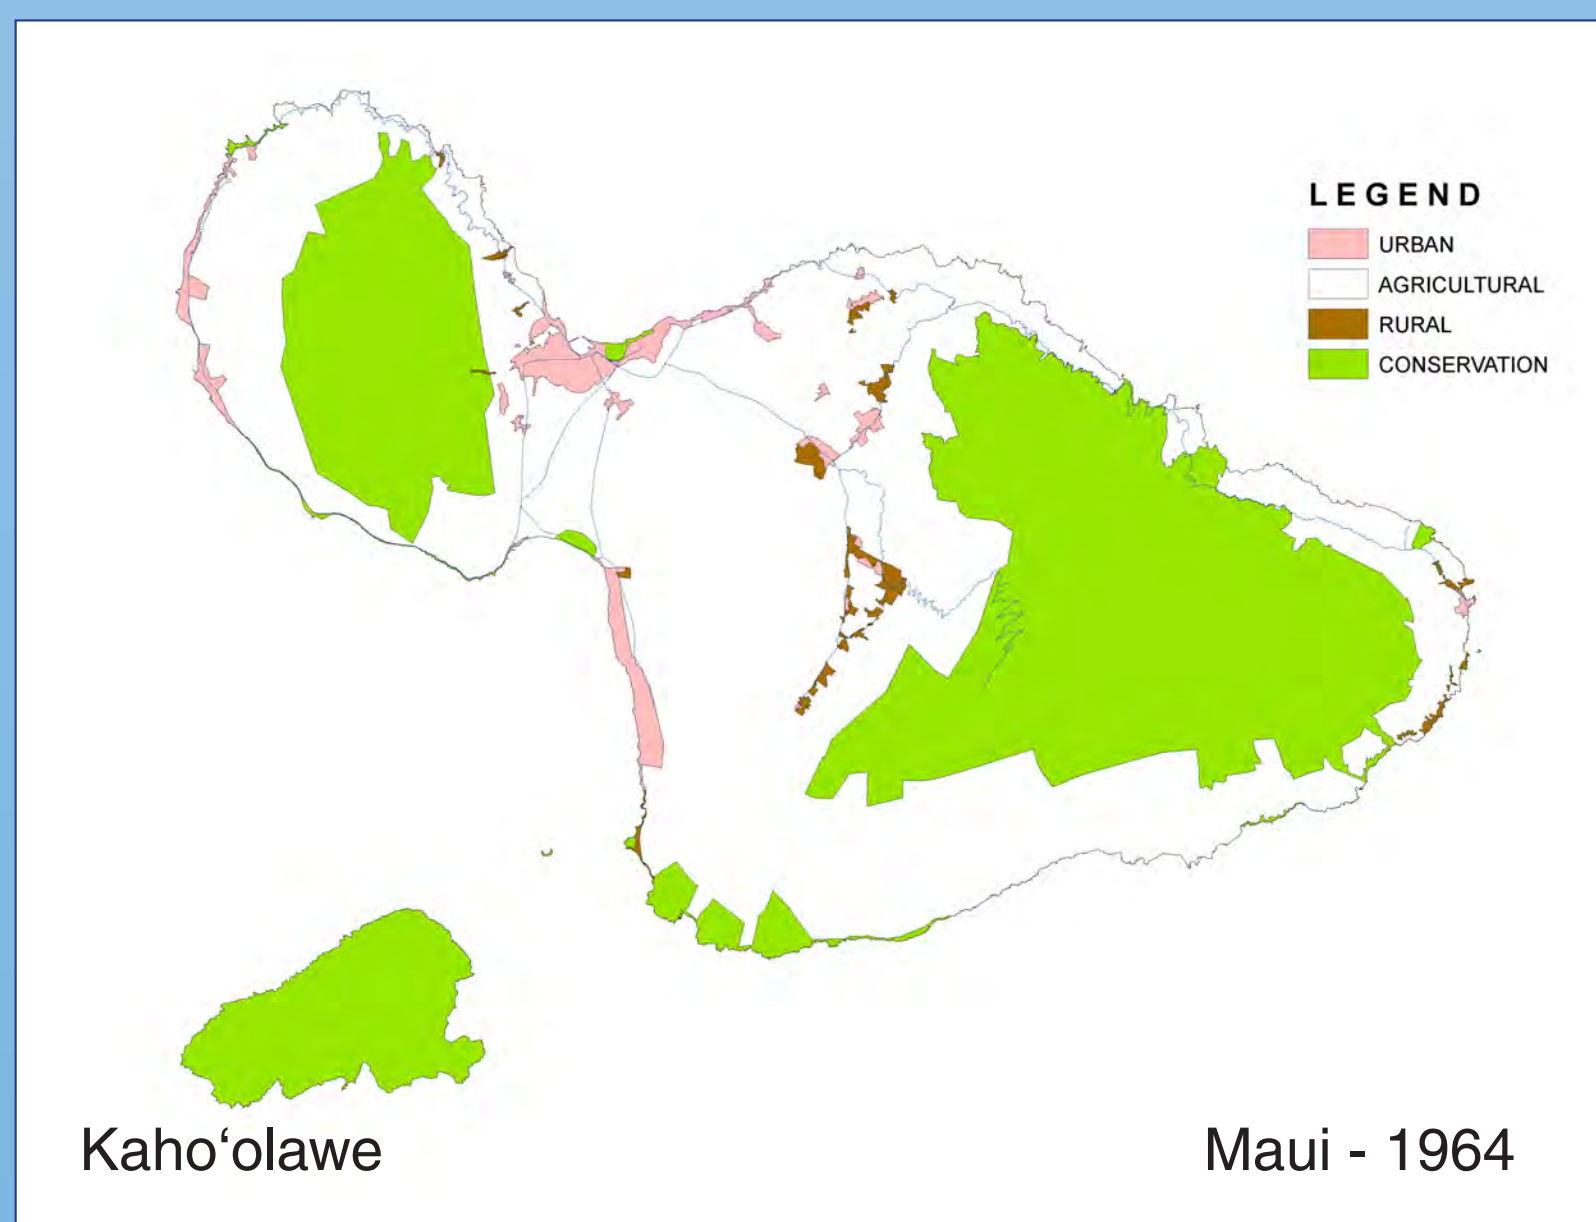 LEGEND
URBAN
AGRICULTURAL
RURAL
CONSERVATION
Kahoʻolawe
Maui - 1964